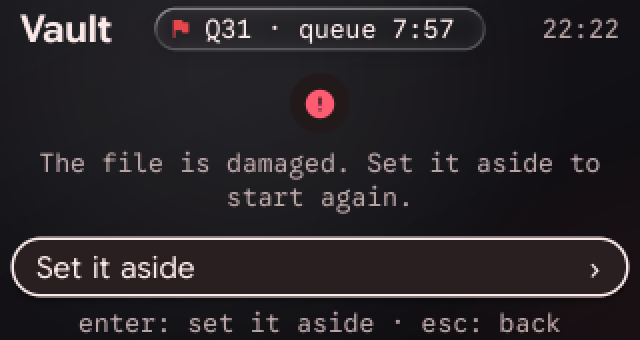 Vault
Q31 · queue 7:57
22:22
The file is damaged. Set it aside to
start again.
Set it aside
enter: set it aside · esc: back